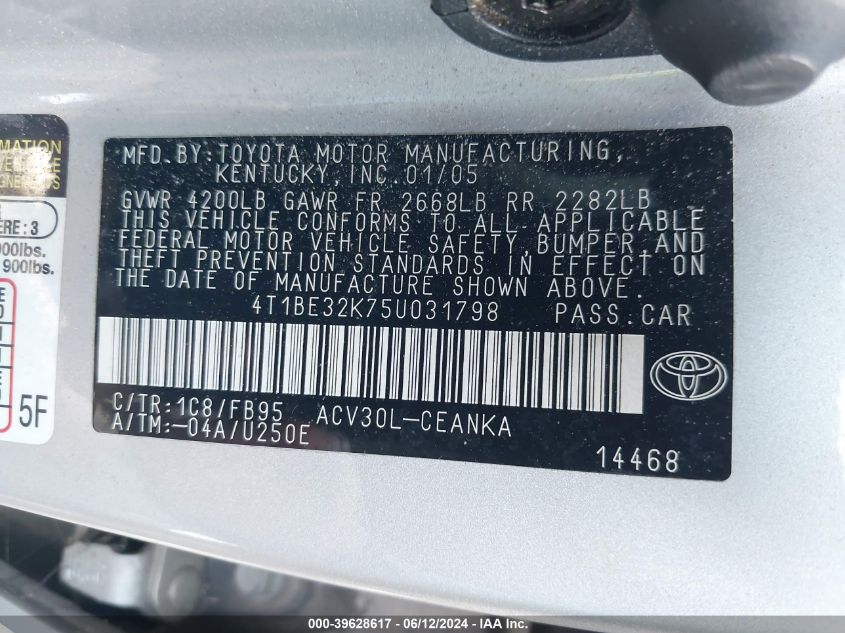 MFD.BY:TOYOTA MOTOR MANUFACTURING,
KENTUCKY, INC.01/05
GVWR 4200LB GAWR FR 2668LB RR 2282LB
THIS VEHICLE CONFORMS TO ALL APPLICABLE
FEDERAL MOTOR VEHICLE SAFETY,BUMPER,AND
THEFT PREVENTION STANDARDS IN EFFECT ON
THE DATE OF MANUFACTURE SHOWN ABOVE.
4T1BE32K75U031798 PASS.CAR
C/TR:1C8/FB95 ACV30L-CEANKA
A/TM:-04A/U250E
14468
ERE: 3
900lbs.
5F
000-39628617 - 06/12/2024 - IAA Inc.